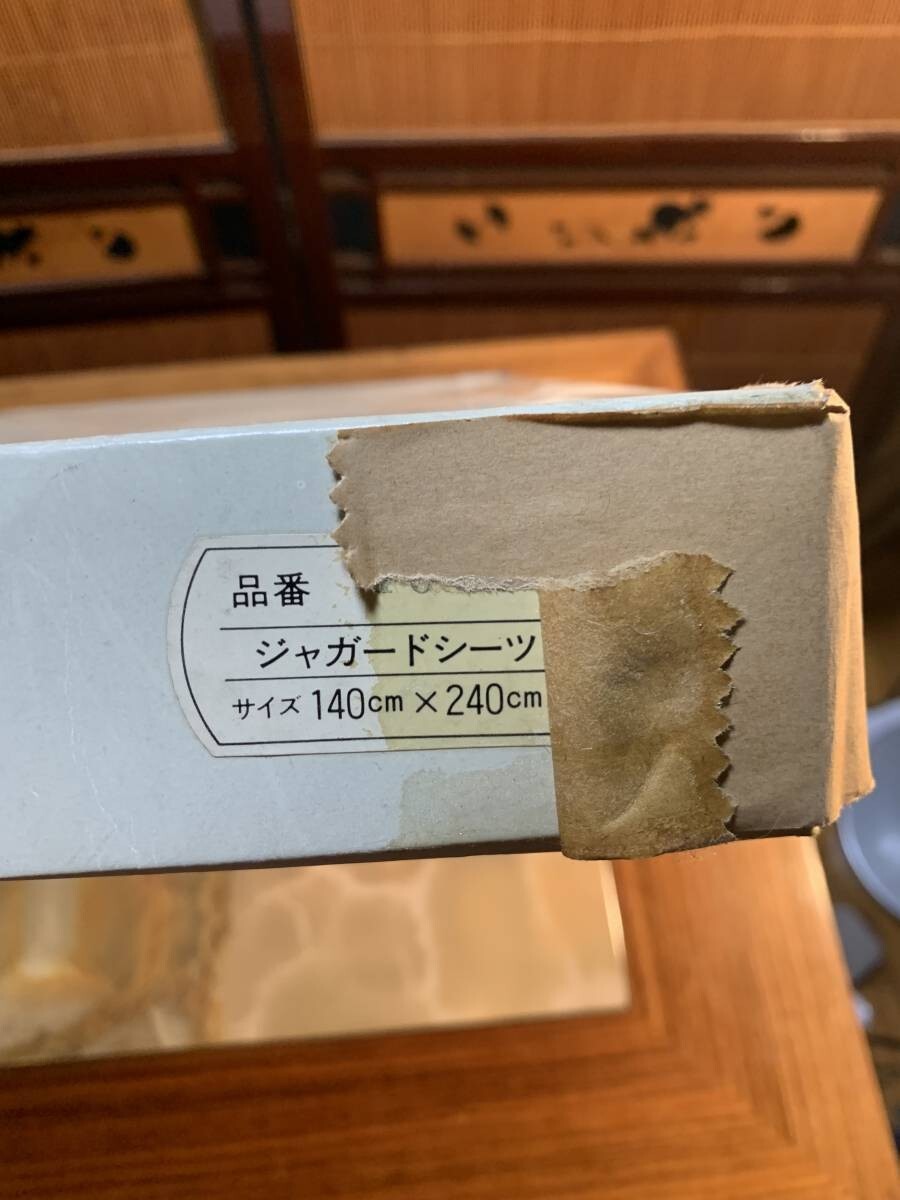 品番
ジャガードシーツ
サイズ 140cm × 240cm